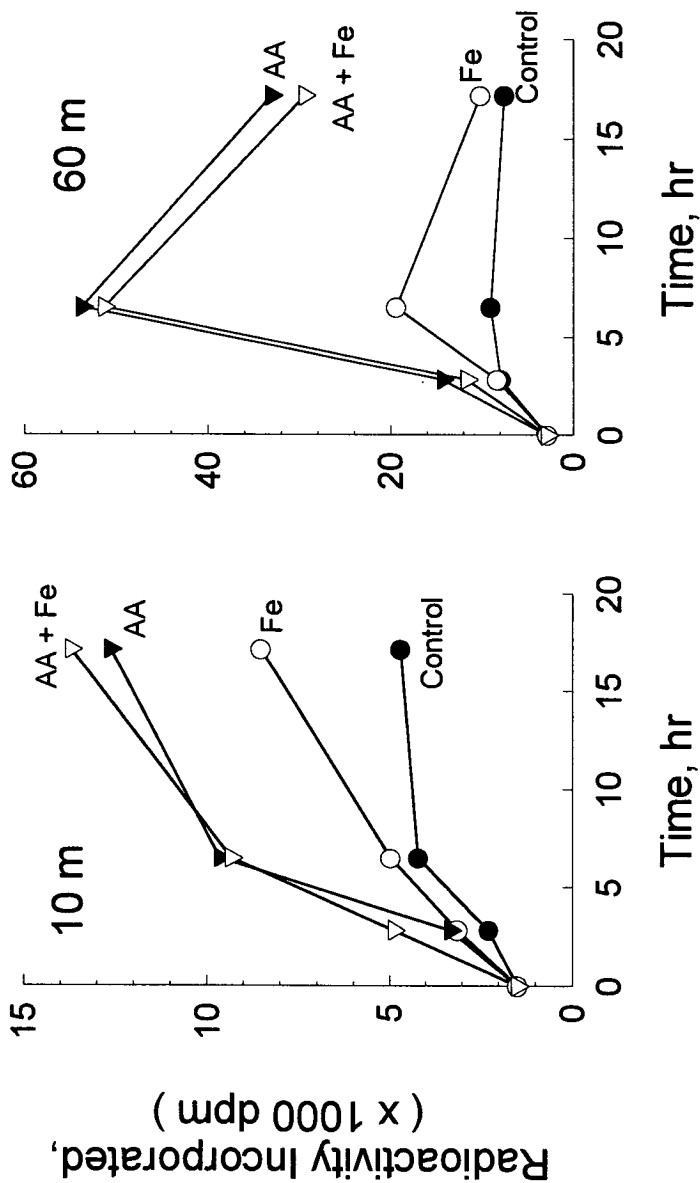 Radioactivity Incorporated,
( x 1000 dpm )
10 m
15
10
5
0
0 5 10 15 20
Time, hr
AA + Fe
AA
Fe
Control
60 m
60
40
20
0
0 5 10 15 20
Time, hr
AA
AA + Fe
Fe
Control